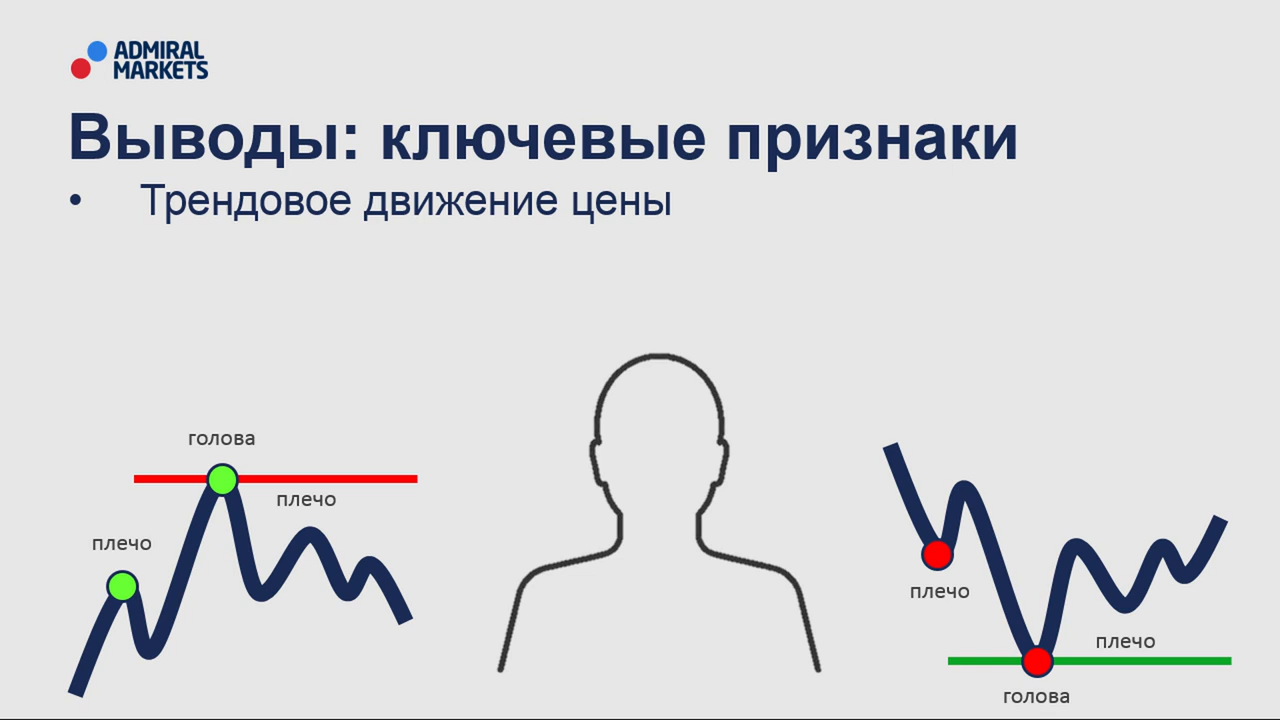 ADMIRAL
MARKETS
Выводы: ключевые признаки
• Трендовое движение цены
голова
плечо
плечо
плечо
плечо
голова